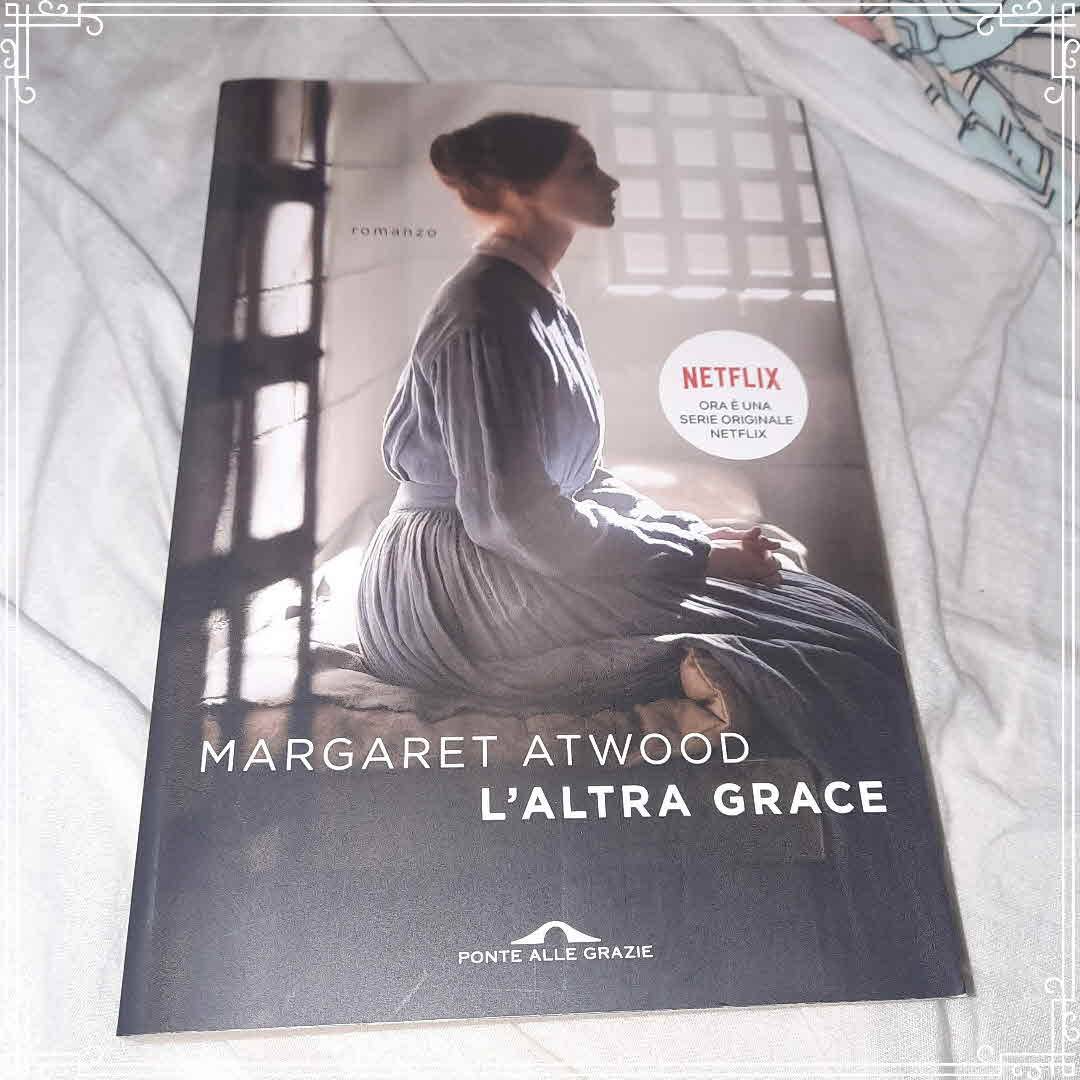 romanzo
NETFLIX
ORA È UNA
SERIE ORIGINALE
NETFLIX
MARGARET ATWOOD
L'ALTRA GRACE
PONTE ALLE GRAZIE